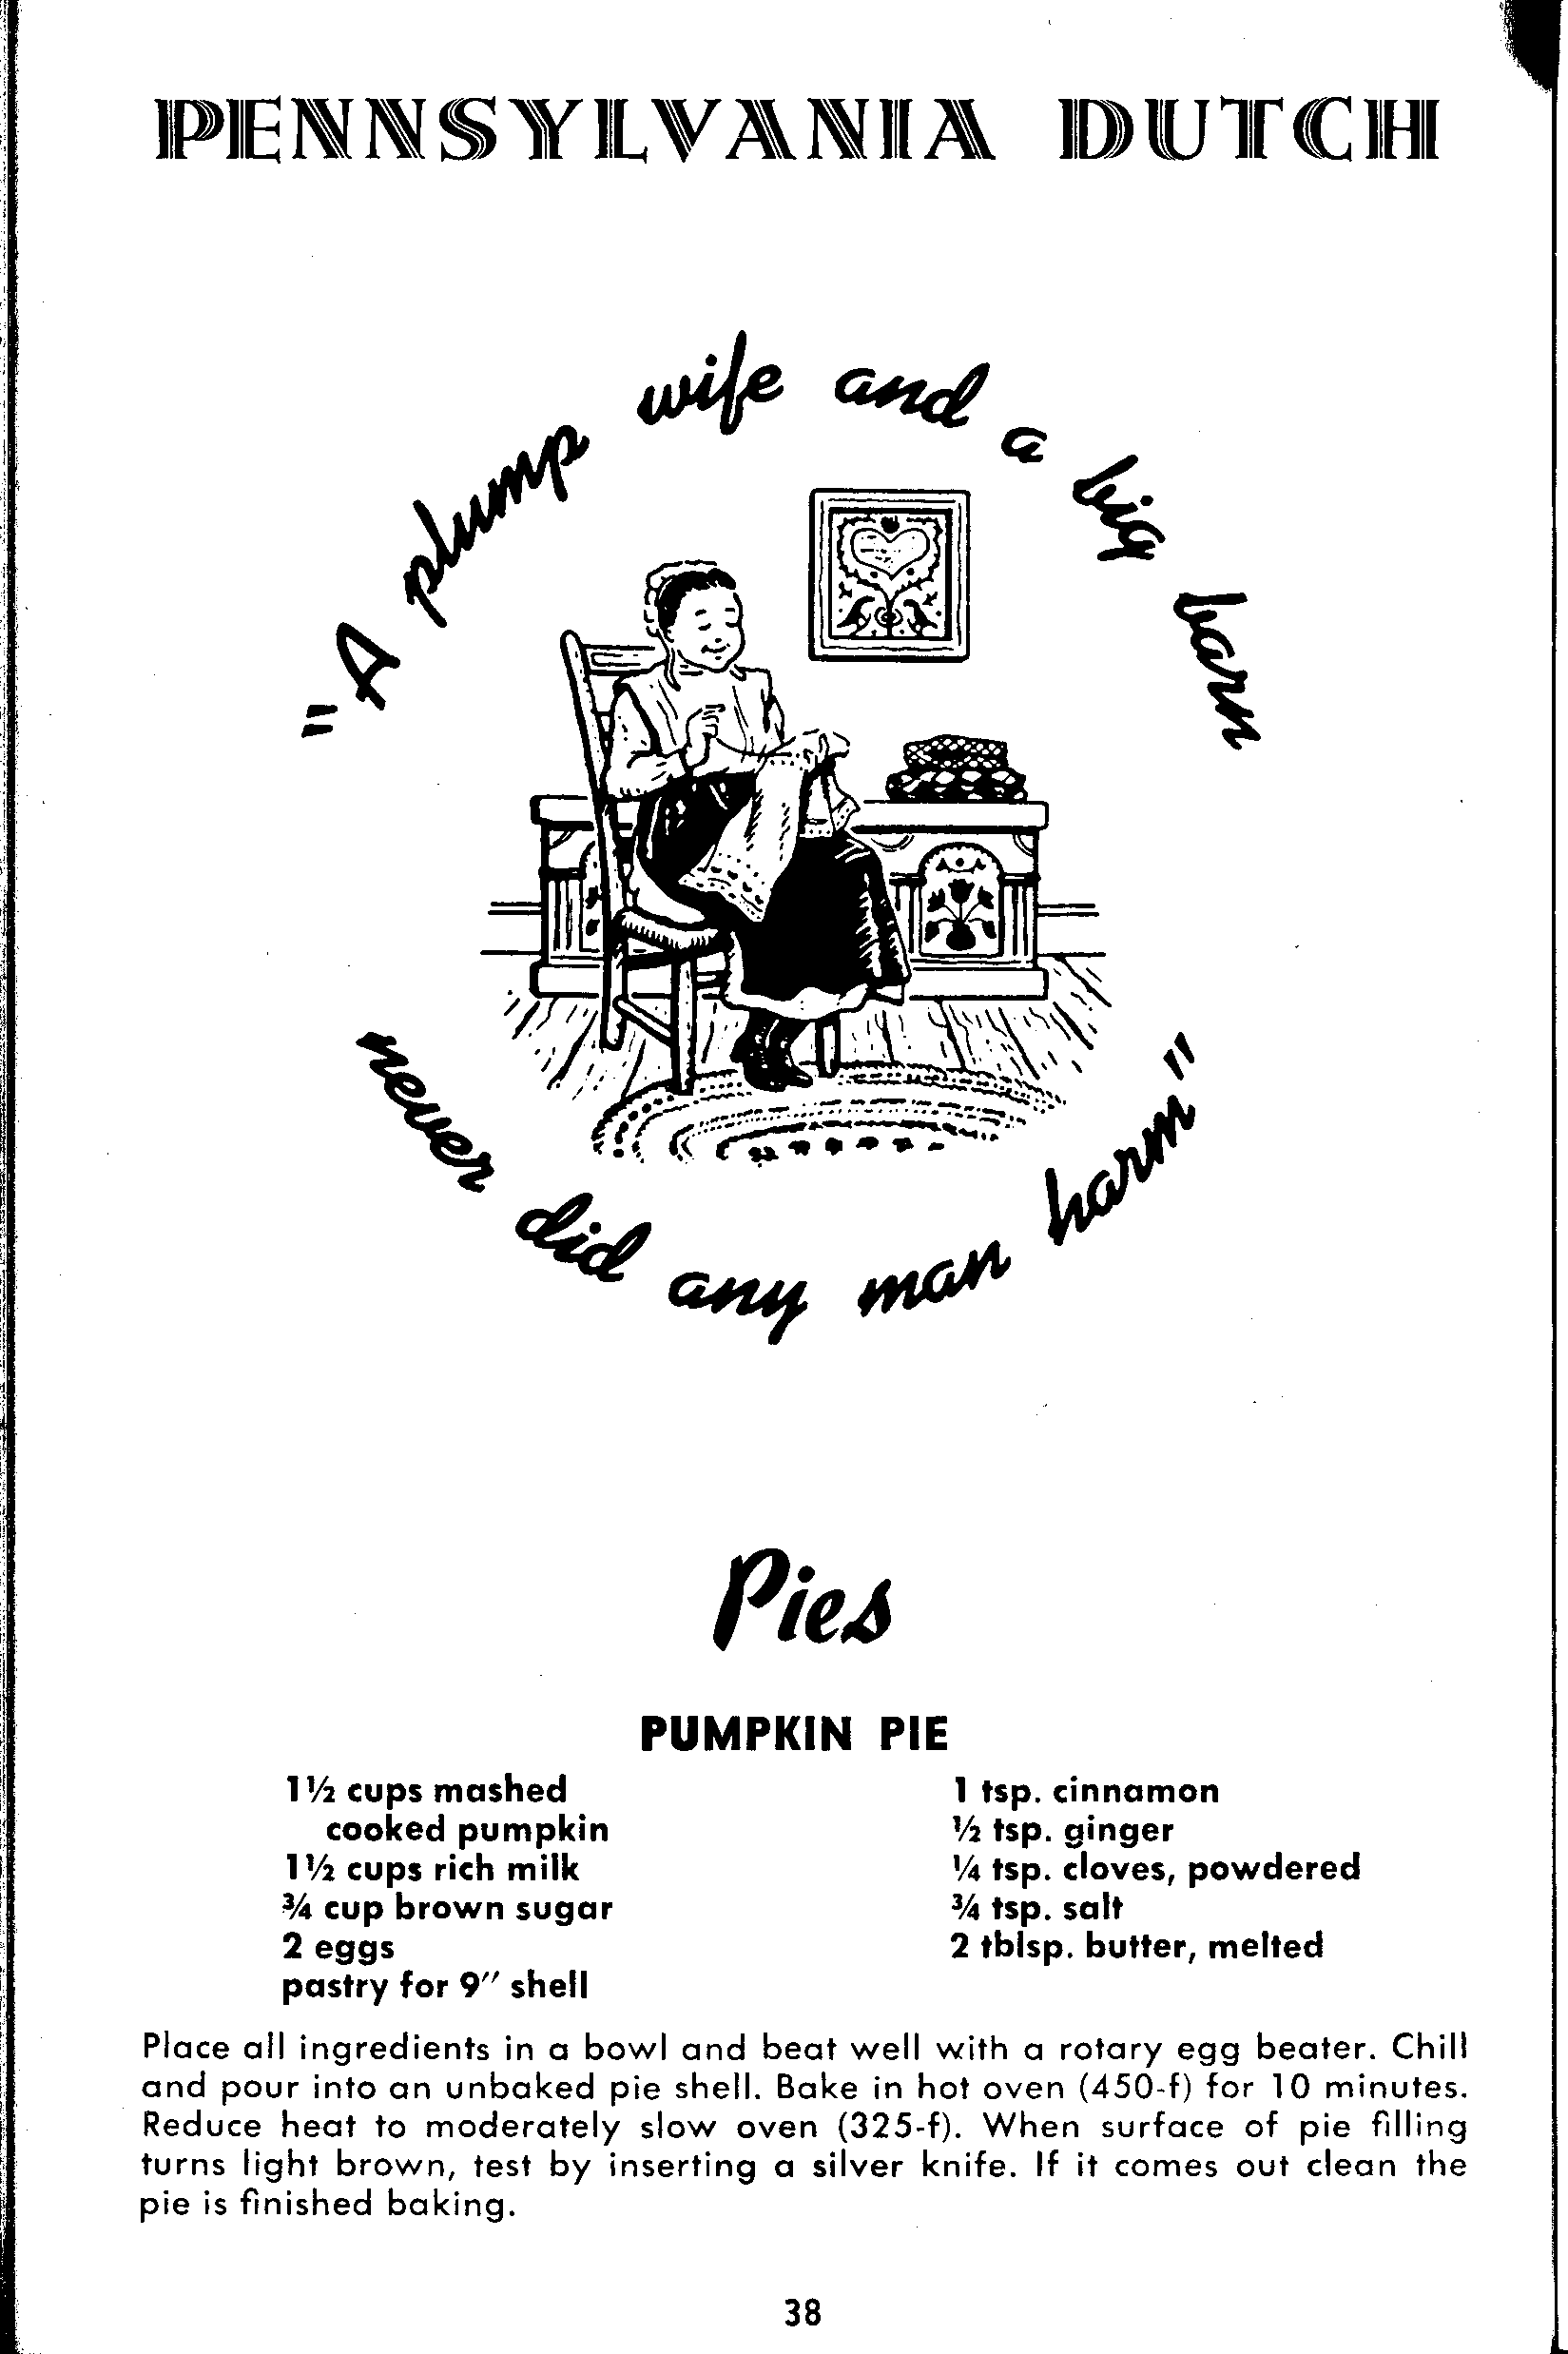 PENNSYLVANIA DUTCH
"A plump wife and a big barn
never did any man harm"
Pies
PUMPKIN PIE
1½ cups mashed
cooked pumpkin
1½ cups rich milk
¾ cup brown sugar
2 eggs
pastry for 9″ shell
1 tsp. cinnamon
½ tsp. ginger
¼ tsp. cloves, powdered
¾ tsp. salt
2 tblsp. butter, melted
Place all ingredients in a bowl and beat well with a rotary egg beater. Chill
and pour into an unbaked pie shell. Bake in hot oven (450-f) for 10 minutes.
Reduce heat to moderately slow oven (325-f). When surface of pie filling
turns light brown, test by inserting a silver knife. If it comes out clean the
pie is finished baking.
38